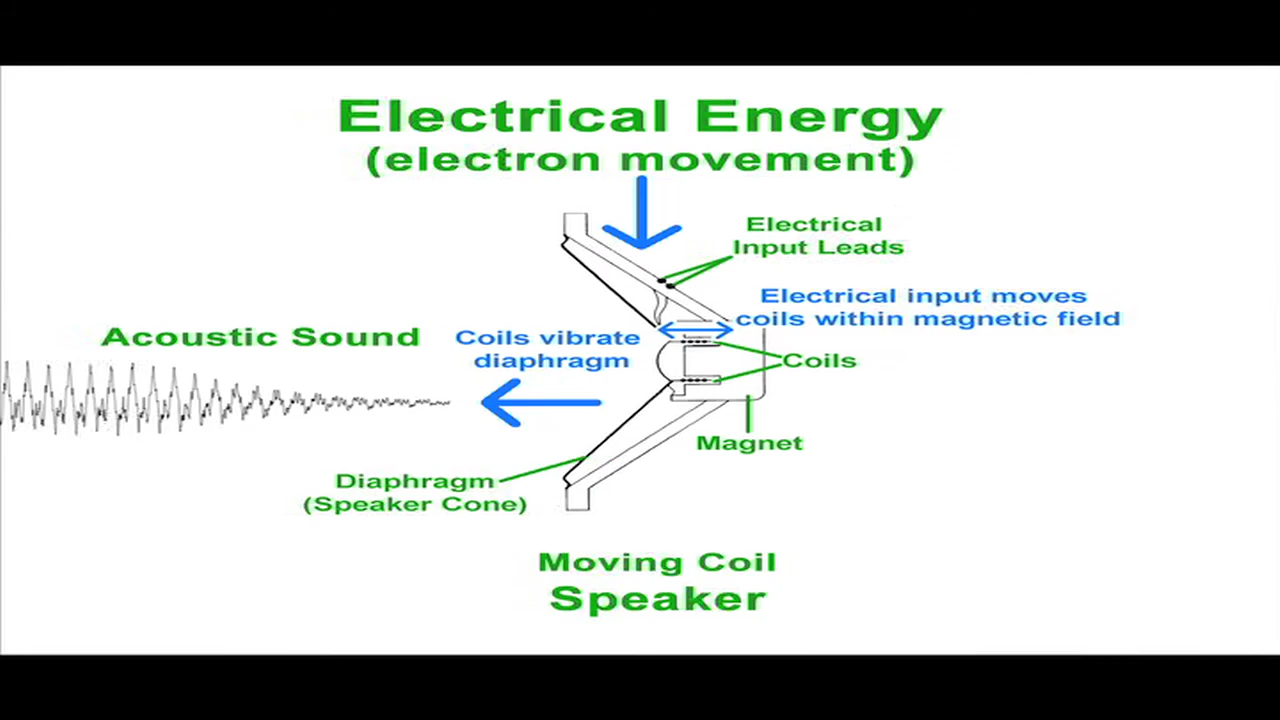 Electrical Energy
(electron movement)
Electrical
Input Leads
Electrical input moves
coils within magnetic field
Acoustic Sound
Coils vibrate
diaphragm
Coils
Magnet
Diaphragm
(Speaker Cone)
Moving Coil
Speaker